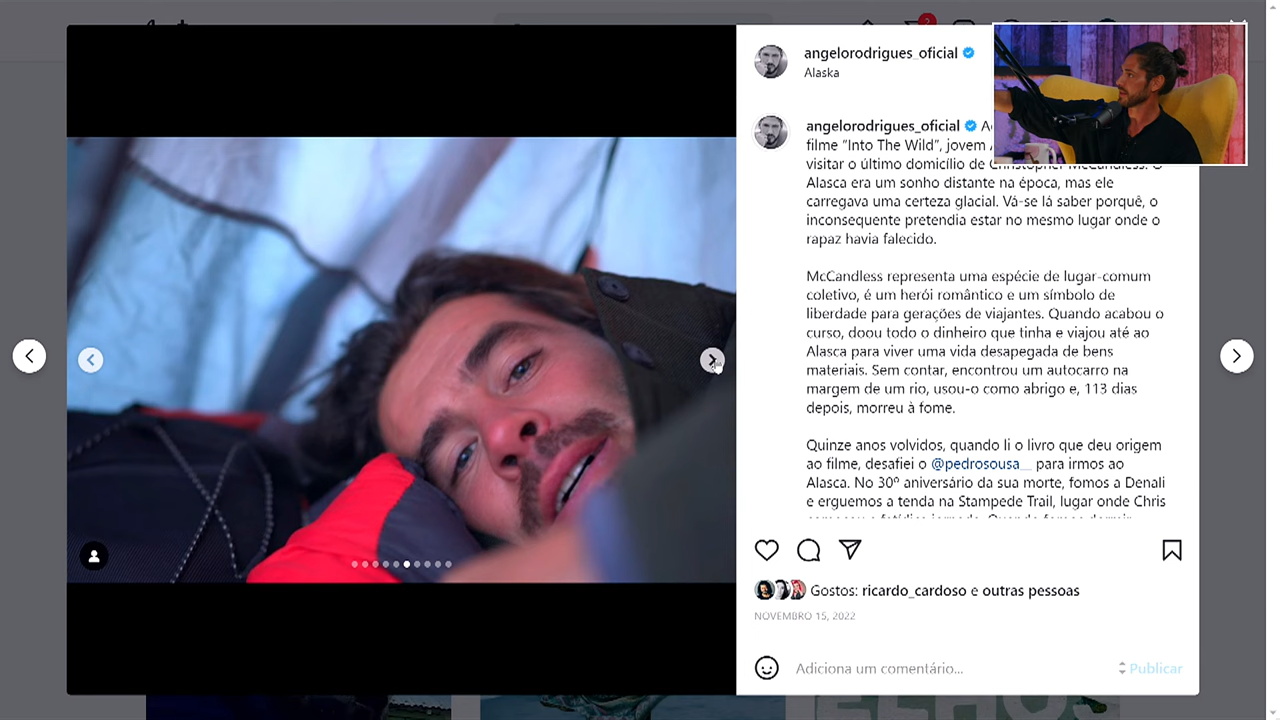 2
angelorodrigues_oficial
Alaska
angelorodrigues_oficial
filme "Into The Wild", jovem
visitar o último domicílio de Christopher McCandless. O
Alasca era um sonho distante na época, mas ele
carregava uma certeza glacial. Vá-se lá saber porquê, o
inconsequente pretendia estar no mesmo lugar onde o
rapaz havia falecido.
McCandless representa uma espécie de lugar-comum
coletivo, é um herói romântico e um símbolo de
liberdade para gerações de viajantes. Quando acabou o
curso, doou todo o dinheiro que tinha e viajou até ao
Alasca para viver uma vida desapegada de bens
materiais. Sem contar, encontrou um autocarro na
margem de um rio, usou-o como abrigo e, 113 dias
depois, morreu à fome.
Quinze anos volvidos, quando li o livro que deu origem
ao filme, desafiei o @pedrosousa__ para irmos ao
Alasca. No 30º aniversário da sua morte, fomos a Denali
e erguemos a tenda na Stampede Trail, lugar onde Chris
Gostos: ricardo_cardoso e outras pessoas
NOVEMBRO 15, 2022
Adiciona um comentário... Publicar